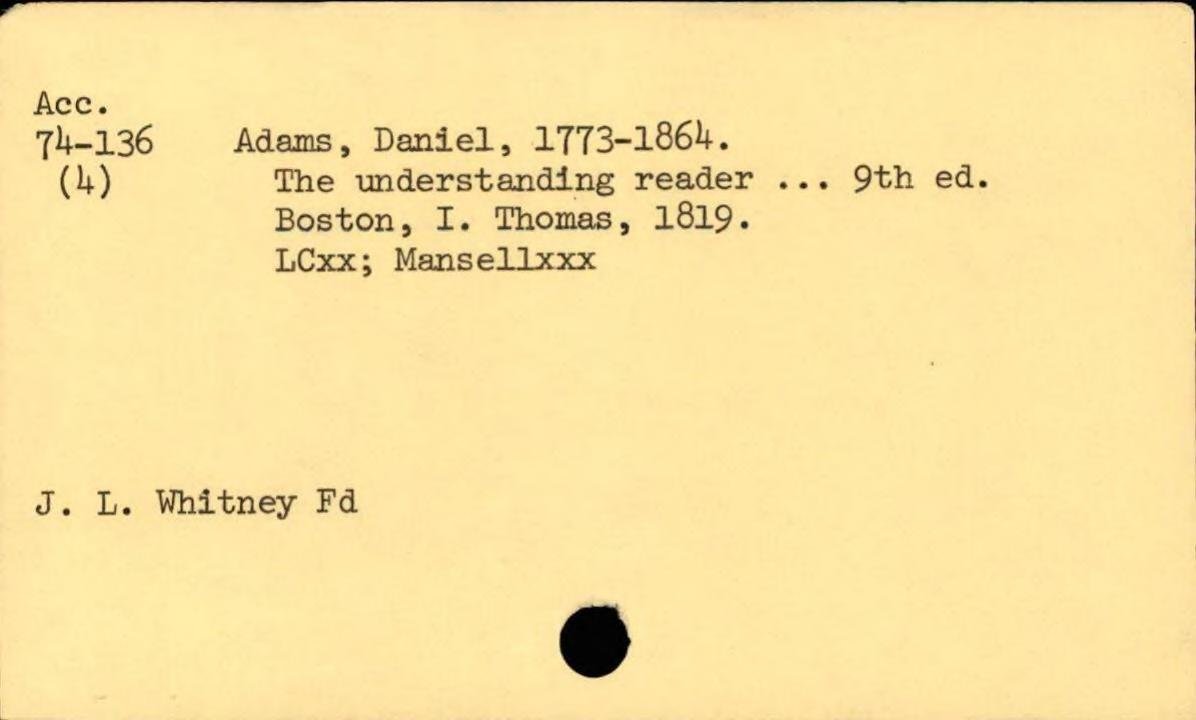 Acc.
74-136 Adams, Daniel, 1773-1864.
(4) The understanding reader ... 9th ed.
Boston, I. Thomas, 1819.
LCxx; Mansellxxx
J. L. Whitney Fd